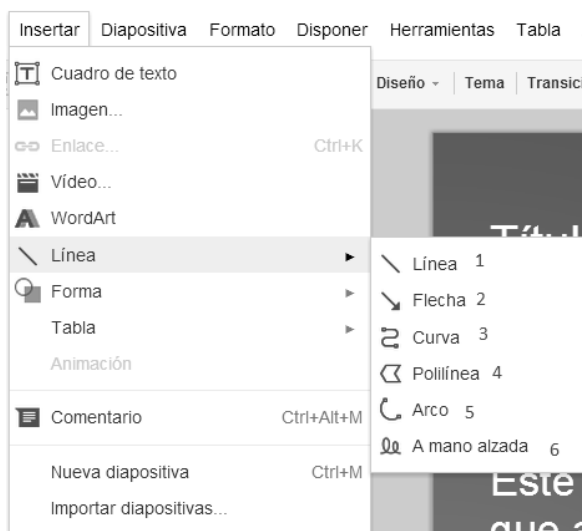 Insertar Diapositiva Formato Disponer Herramientas Tabla
Cuadro de texto
Diseño Tema
Imagen...
Enlace... Ctrl+K
Vídeo...
WordArt
Línea
Forma
Tabla
Animación
Comentario Ctrl+Alt+M
Nueva diapositiva Ctrl+M
Importar diapositivas...
Línea 1
Flecha 2
Curva 3
Polilínea 4
Arco 5
A mano alzada 6
Este
que a